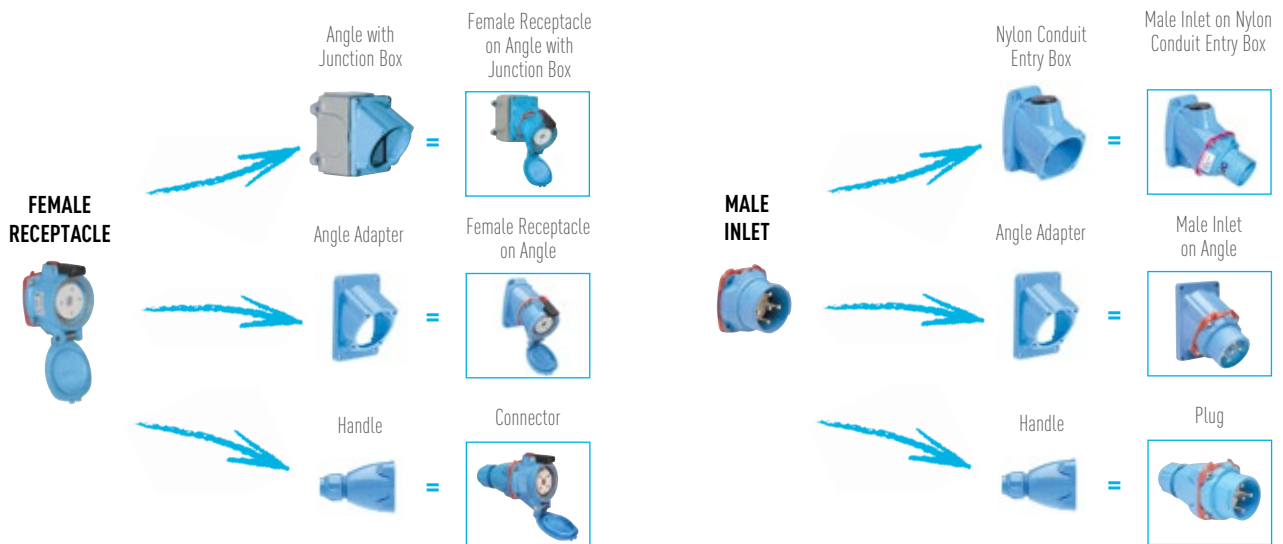 Angle with
Junction Box
Female Receptacle
on Angle with
Junction Box
=
FEMALE
RECEPTACLE
Angle Adapter
Female Receptacle
on Angle
=
Handle
Connector
=
Nylon Conduit
Entry Box
Male Inlet on Nylon
Conduit Entry Box
=
MALE
INLET
Angle Adapter
Male Inlet
on Angle
=
Handle
Plug
=